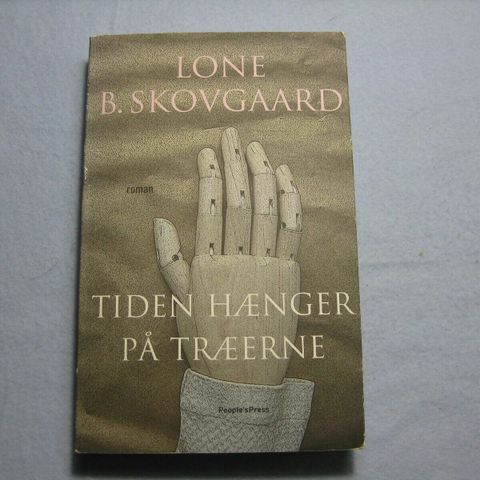 LONE
B. SKOVGAARD
roman
TIDEN HÆNGER
PÅ TRÆERNE
People'sPress